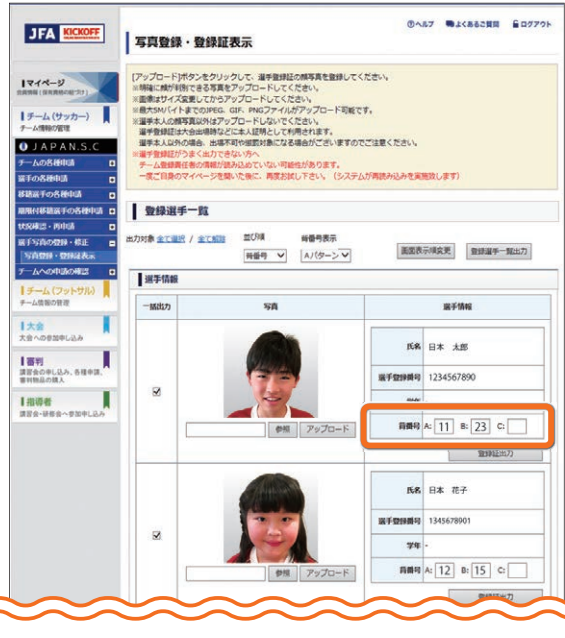 JFA KICKOFF
写真登録・登録証表示
ヘルプ よくあるご質問 ログアウト
マイページ
チーム (サッカー)
チーム情報の管理
JAPAN.S.C
チームの各種申請
選手の各種申請
移籍選手の各種申請
期限付移籍選手の各種申請
状況確認・再申請
選手写真の登録・修正
写真登録・登録証表示
チームへの申請の確認
チーム (フットサル)
チーム情報の管理
大会
大会への参加申し込み
審判
講習会の申し込み、各種申請、
審判物品の購入
指導者
講習会・研修会へ参加申し込み
[アップロード]ボタンをクリックして、選手登録証の顔写真を登録してください。
※明確に顔が判別できる写真をアップロードしてください。
※画像はサイズ変更してからアップロードしてください。
※最大5MバイトまでのJPEG、GIF、PNGファイルがアップロード可能です。
※選手本人の顔写真以外はアップロードしないでください。
選手登録証は大会出場時などに本人証明として利用されます。
選手本人以外の場合、出場不可や懲罰対象になる場合がございますのでご注意ください。
※選手登録証がうまく出力できない方へ
チーム登録責任者の情報が読み込めていない可能性があります。
一度ご自身のマイページを開いた後に、再度お試し下さい。（システムが再読み込みを実施致します）
登録選手一覧
出力対象 全て選択 / 全て解除 並び順 背番号表示
背番号 Aパターン 画面表示順変更 登録選手一覧出力
選手情報
一括出力 写真 選手情報
氏名 日本 太郎
選手登録番号 1234567890
背番号 A: 11 B: 23 C:
参照 アップロード
登録証出力
氏名 日本 花子
選手登録番号 1345678901
学年 -
背番号 A: 12 B: 15 C:
参照 アップロード
登録証出力